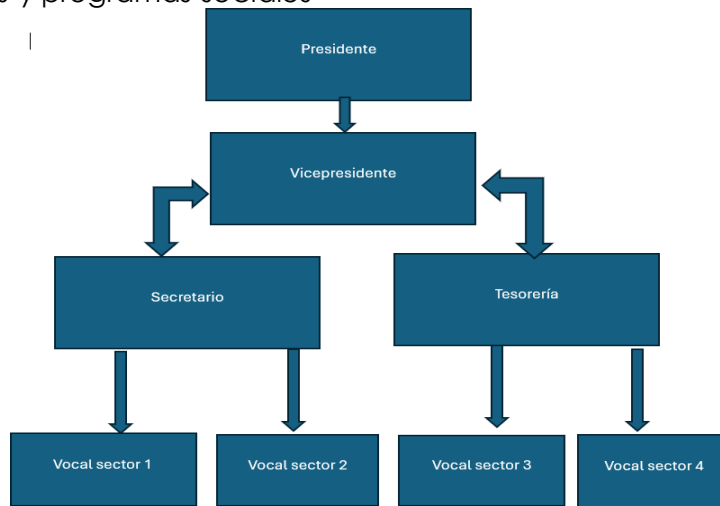 y programas sociales
Presidente
Vicepresidente
Secretario
Tesorería
Vocal sector 1
Vocal sector 2
Vocal sector 3
Vocal sector 4